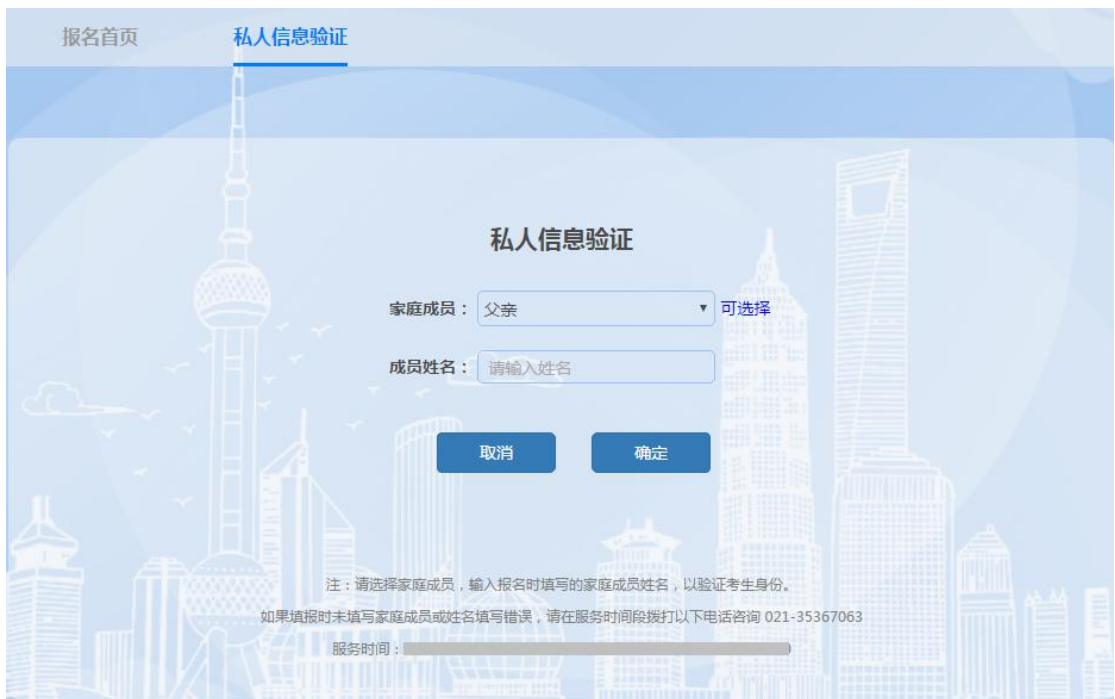 报名首页 私人信息验证
私人信息验证
家庭成员： 父亲 可选择
成员姓名： 请输入姓名
取消 确定
注：请选择家庭成员，输入报名时填写的家庭成员姓名，以验证考生身份。
如果填报时未填写家庭成员或姓名填写错误，请在服务时间段拨打以下电话咨询 021-35367063
服务时间：